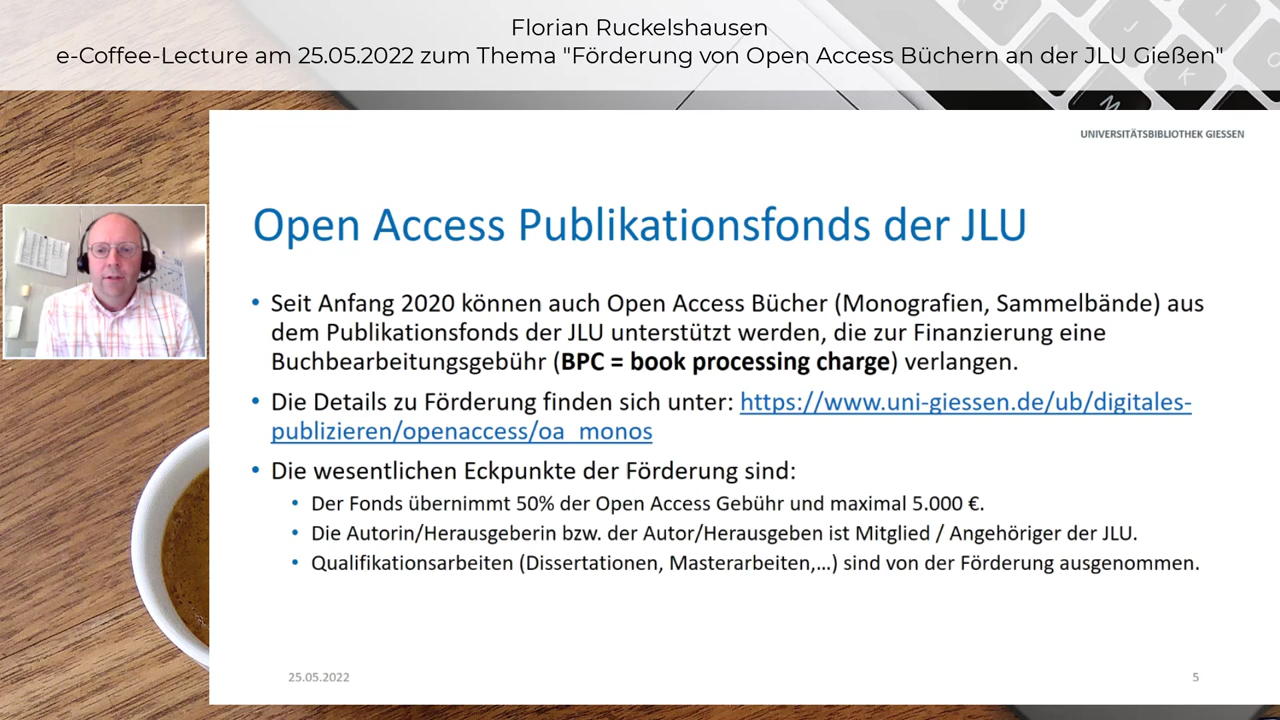 Florian Ruckelshausen
e-Coffee-Lecture am 25.05.2022 zum Thema "Förderung von Open Access Büchern an der JLU Gießen"
UNIVERSITÄTSBIBLIOTHEK GIESSEN
Open Access Publikationsfonds der JLU
• Seit Anfang 2020 können auch Open Access Bücher (Monografien, Sammelbände) aus
dem Publikationsfonds der JLU unterstützt werden, die zur Finanzierung eine
Buchbearbeitungsgebühr (BPC = book processing charge) verlangen.
• Die Details zu Förderung finden sich unter: https://www.uni-giessen.de/ub/digitales-
publizieren/openaccess/oa_monos
• Die wesentlichen Eckpunkte der Förderung sind:
• Der Fonds übernimmt 50% der Open Access Gebühr und maximal 5.000 €.
• Die Autorin/Herausgeberin bzw. der Autor/Herausgeben ist Mitglied / Angehöriger der JLU.
• Qualifikationsarbeiten (Dissertationen, Masterarbeiten,...) sind von der Förderung ausgenommen.
25.05.2022
5